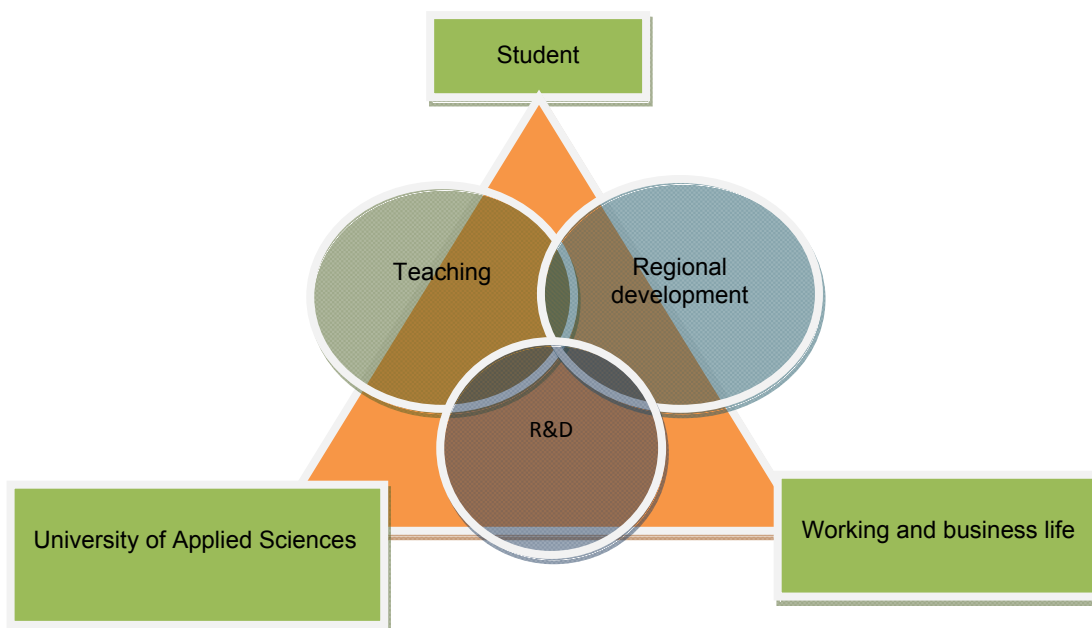 Student
Teaching
Regional
development
R&D
University of Applied Sciences
Working and business life